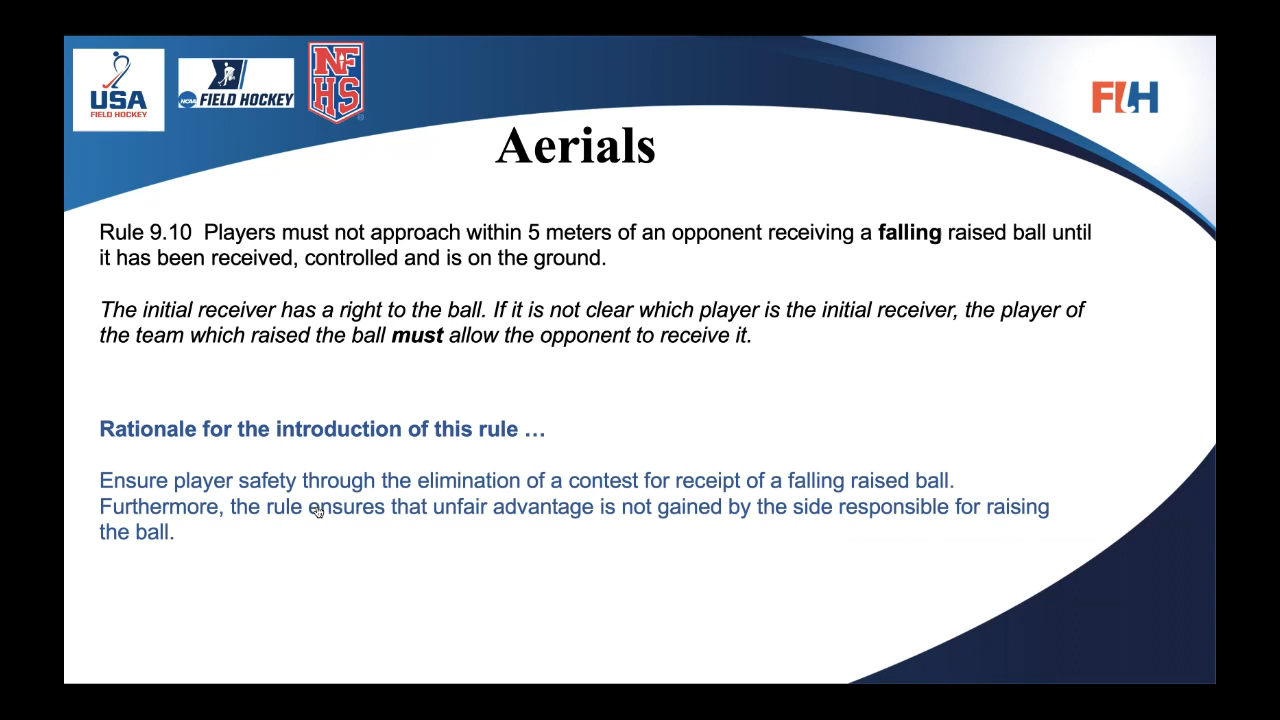 USA
FIELD HOCKEY
NCAA FIELD HOCKEY
NF
HS
FIH
Aerials
Rule 9.10 Players must not approach within 5 meters of an opponent receiving a falling raised ball until
it has been received, controlled and is on the ground.
The initial receiver has a right to the ball. If it is not clear which player is the initial receiver, the player of
the team which raised the ball must allow the opponent to receive it.
Rationale for the introduction of this rule …
Ensure player safety through the elimination of a contest for receipt of a falling raised ball.
Furthermore, the rule ensures that unfair advantage is not gained by the side responsible for raising
the ball.